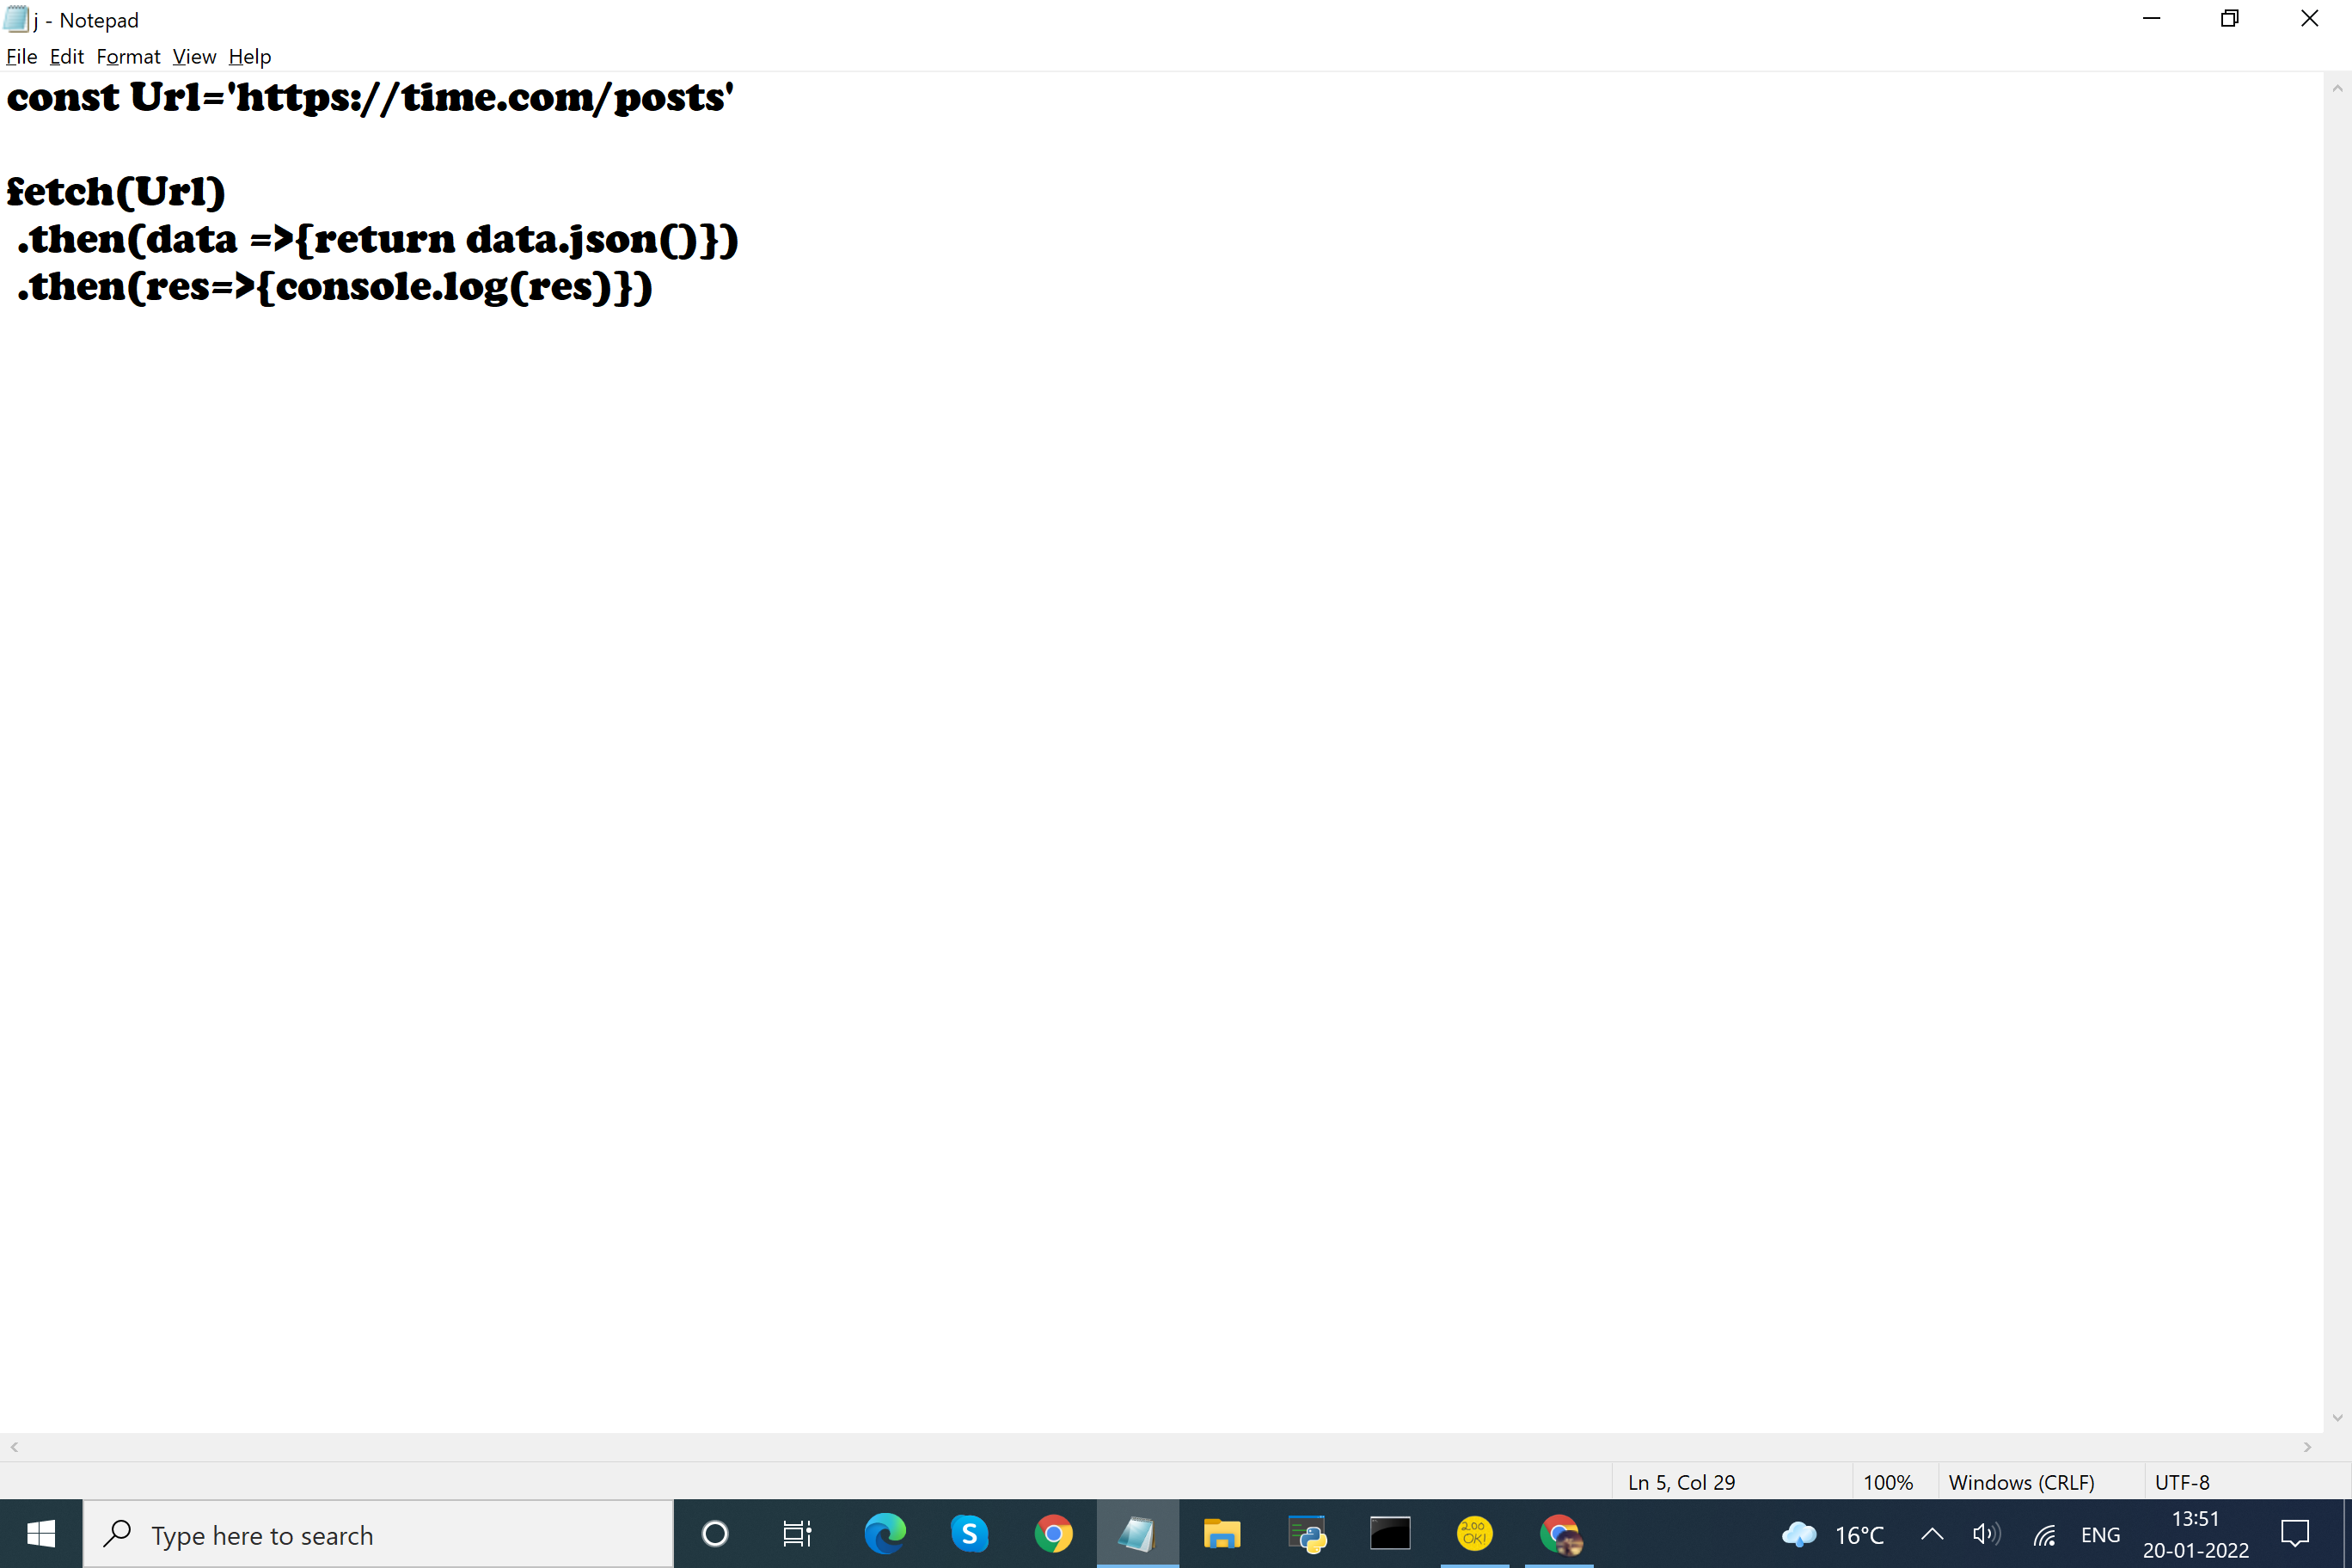 j - Notepad
File Edit Format View Help
const Url='https://time.com/posts'
fetch(Url)
.then(data =>{return data.json()})
.then(res=>{console.log(res)})
Ln 5, Col 29 100% Windows (CRLF) UTF-8
Type here to search
S
200
OK!
16°C
ENG
13:51
20-01-2022